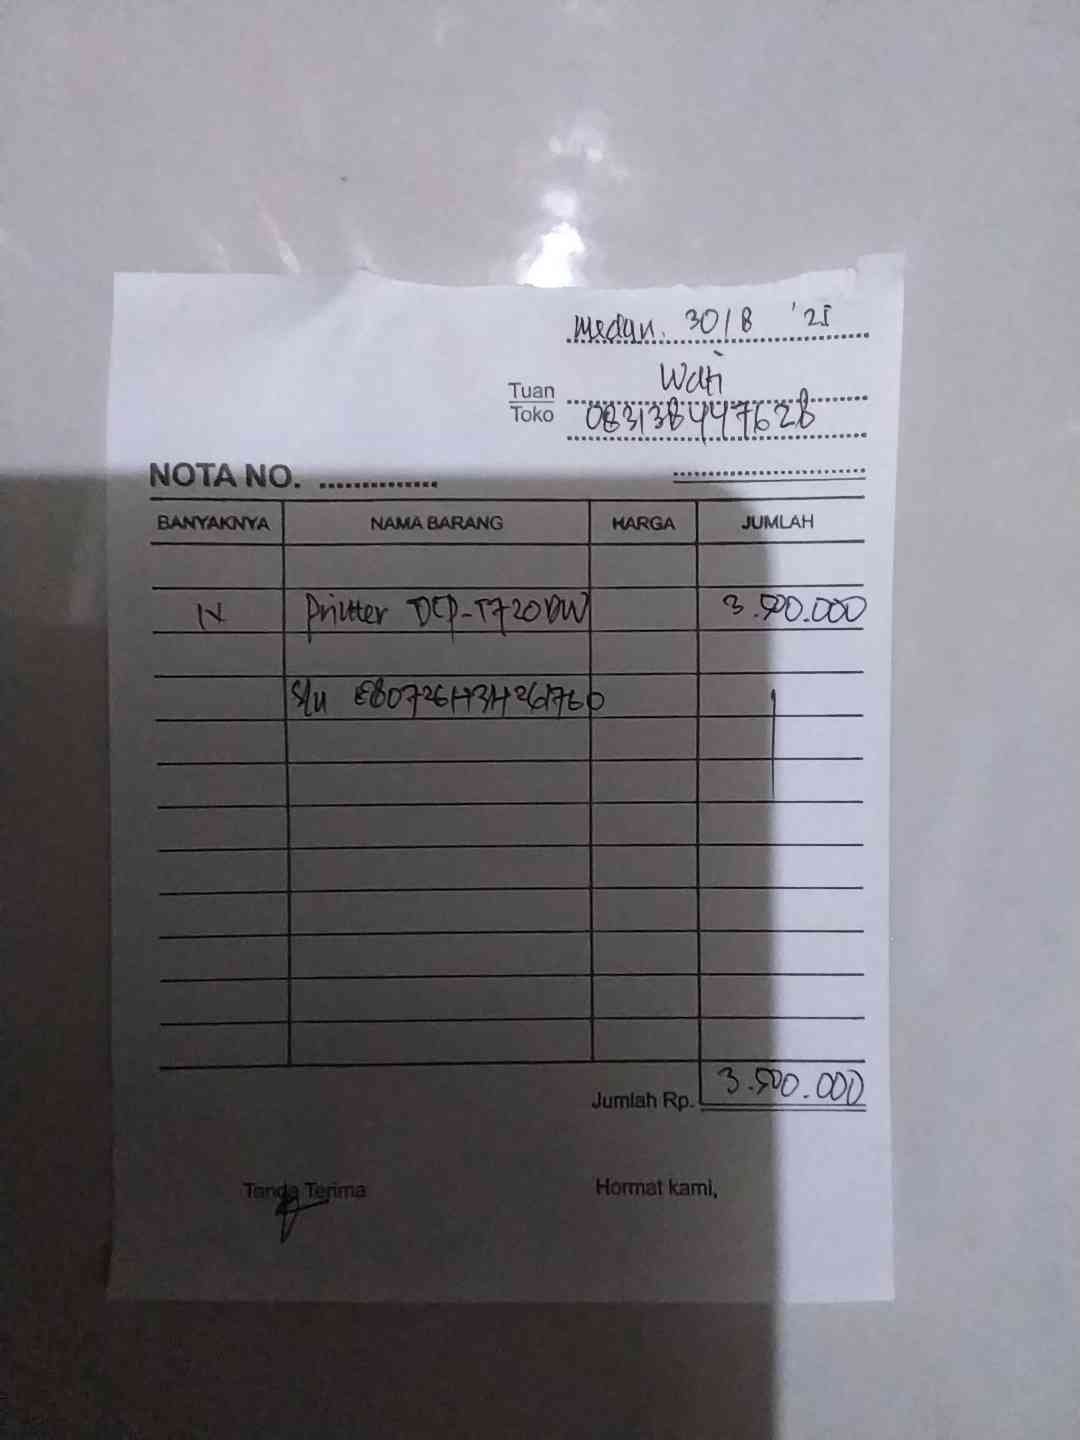 Medan. 30/8 '25
Wati
Tuan
Toko 083138447628
NOTA NO. ..............
BANYAKNYA NAMA BARANG HARGA JUMLAH
1x Printer DCP-T720DW 3.500.000
S/N E80726H3H261760
Jumlah Rp. 3.500.000
Tanda Terima Hormat kami,